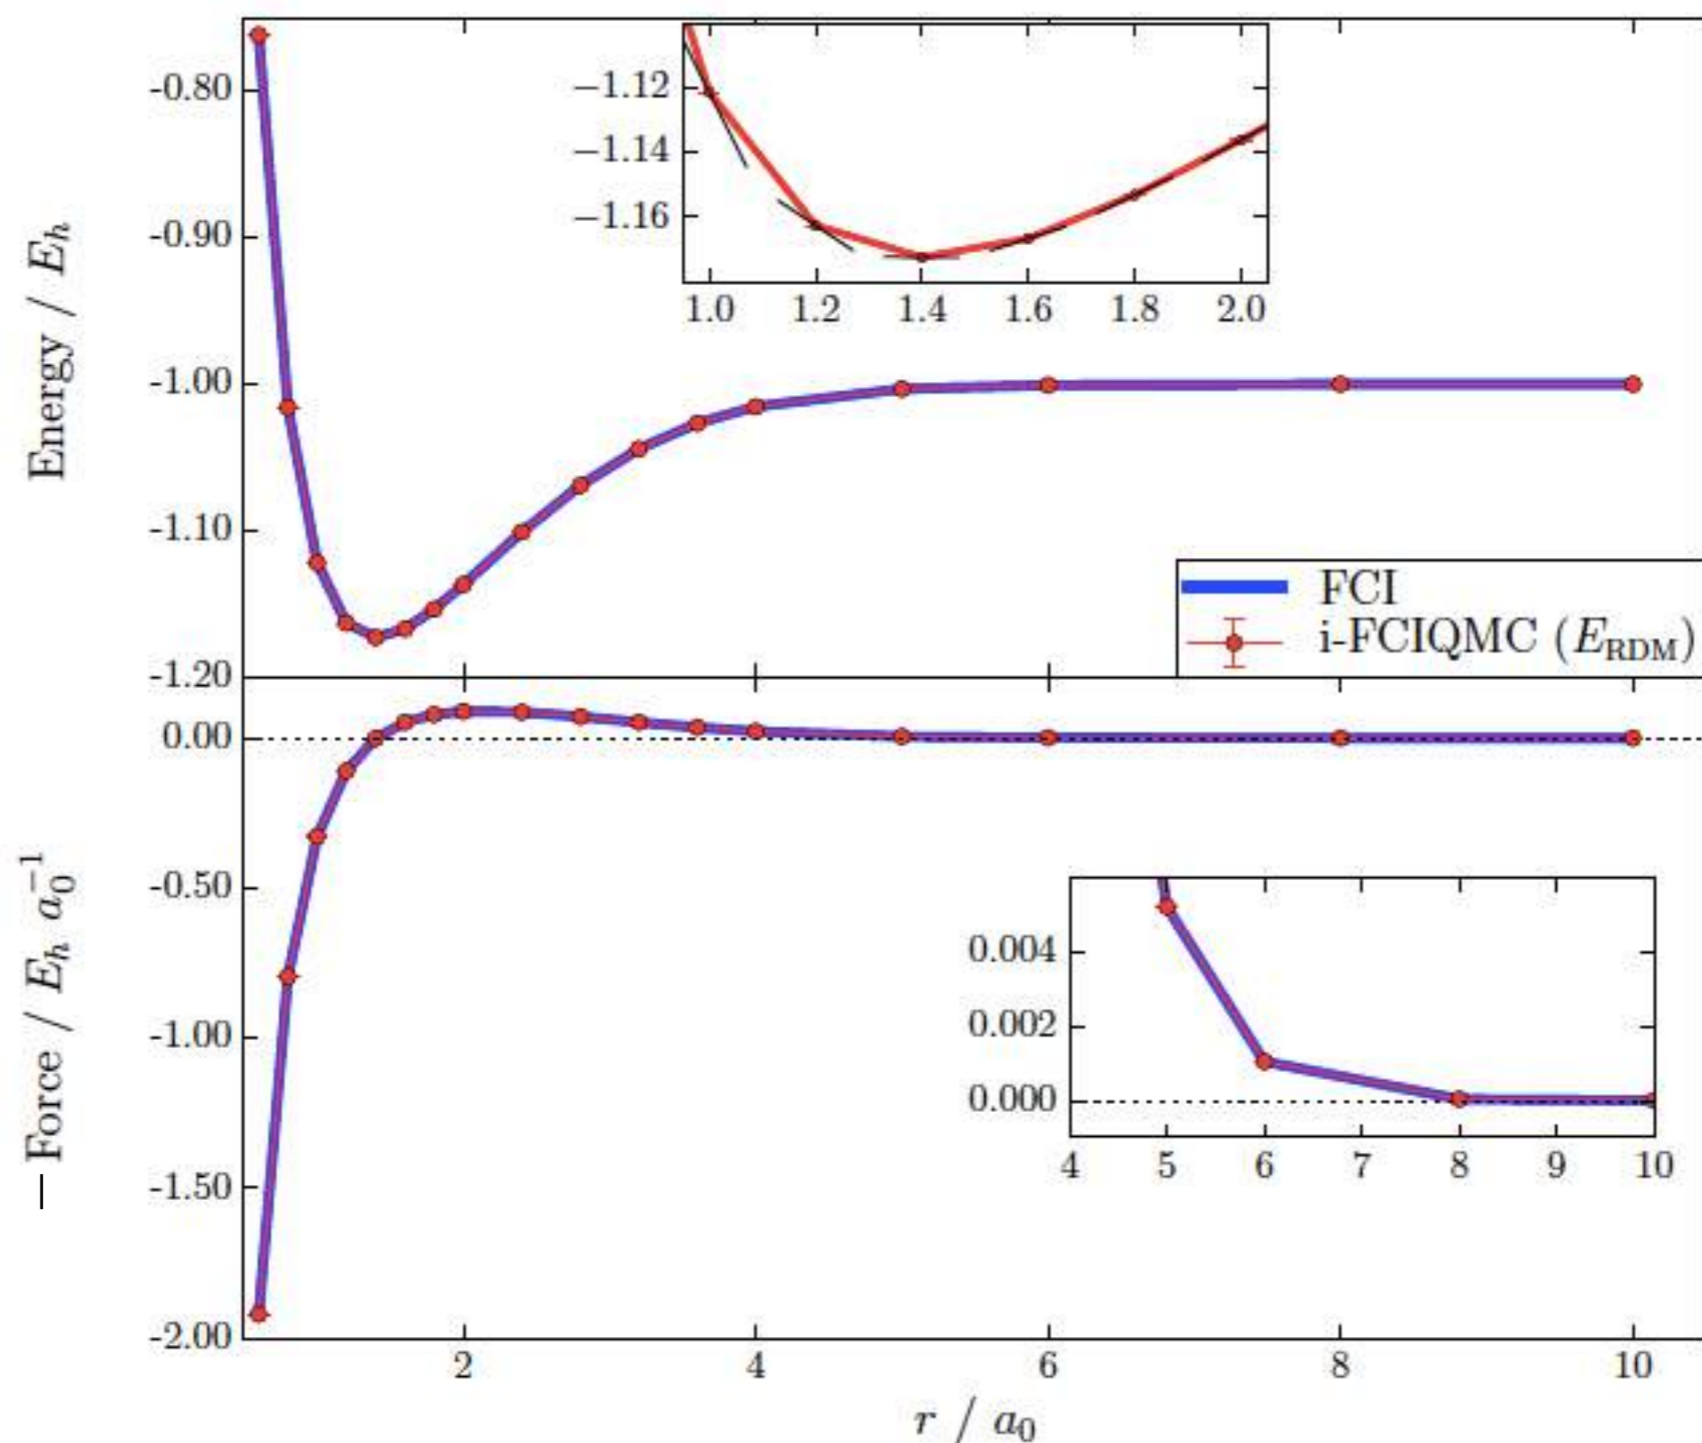 Energy / E_h
-0.80
-0.90
-1.00
-1.10
-1.20
−1.12
−1.14
−1.16
1.0 1.2 1.4 1.6 1.8 2.0
FCI
i-FCIQMC (E_RDM)
−Force / E_h a_0^−1
0.00
-0.50
-1.00
-1.50
-2.00
0.004
0.002
0.000
4 5 6 7 8 9 10
2 4 6 8 10
r / a_0